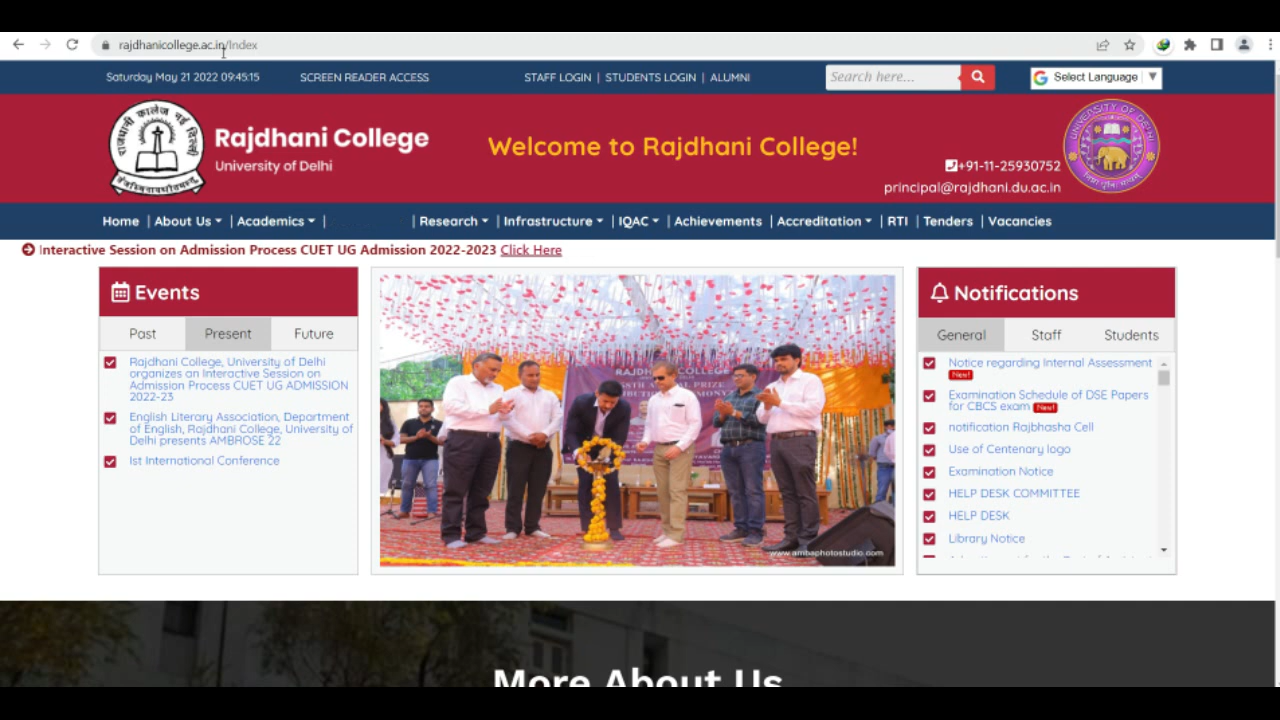 rajdhanicollege.ac.in/Index
Saturday May 21 2022 09:45:15
SCREEN READER ACCESS
STAFF LOGIN | STUDENTS LOGIN | ALUMNI
Search here...
Select Language
राजधानी कालेज नई दिल्ली
Rajdhani College
University of Delhi
Welcome to Rajdhani College!
+91-11-25930752
principal@rajdhani.du.ac.in
UNIVERSITY OF DELHI
Home | About Us | Academics | | Research | Infrastructure | IQAC | Achievements | Accreditation | RTI | Tenders | Vacancies
Interactive Session on Admission Process CUET UG Admission 2022-2023 Click Here
Events
Past Present Future
Rajdhani College, University of Delhi
organizes an Interactive Session on
Admission Process CUET UG ADMISSION
2022-23
English Literary Association, Department
of English, Rajdhani College, University of
Delhi presents AMBROSE 22
Ist International Conference
RAJDHANI COLLEGE
www.ambaphotostudio.com
Notifications
General Staff Students
Notice regarding Internal Assessment
New!
Examination Schedule of DSE Papers
for CBCS exam New!
notification Rajbhasha Cell
Use of Centenary logo
Examination Notice
HELP DESK COMMITTEE
HELP DESK
Library Notice
More About Us